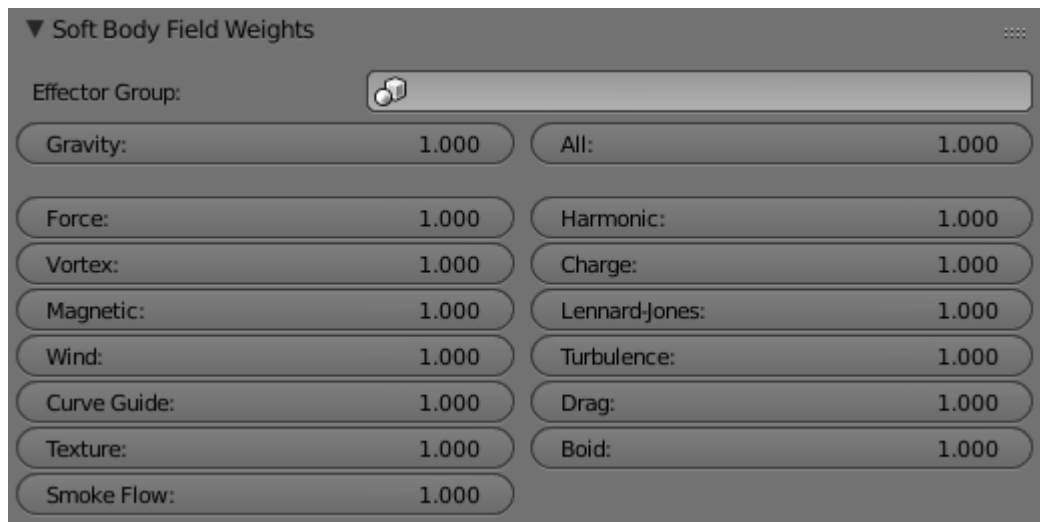 Soft Body Field Weights
Effector Group:
Gravity: 1.000 All: 1.000
Force: 1.000 Harmonic: 1.000
Vortex: 1.000 Charge: 1.000
Magnetic: 1.000 Lennard-Jones: 1.000
Wind: 1.000 Turbulence: 1.000
Curve Guide: 1.000 Drag: 1.000
Texture: 1.000 Boid: 1.000
Smoke Flow: 1.000